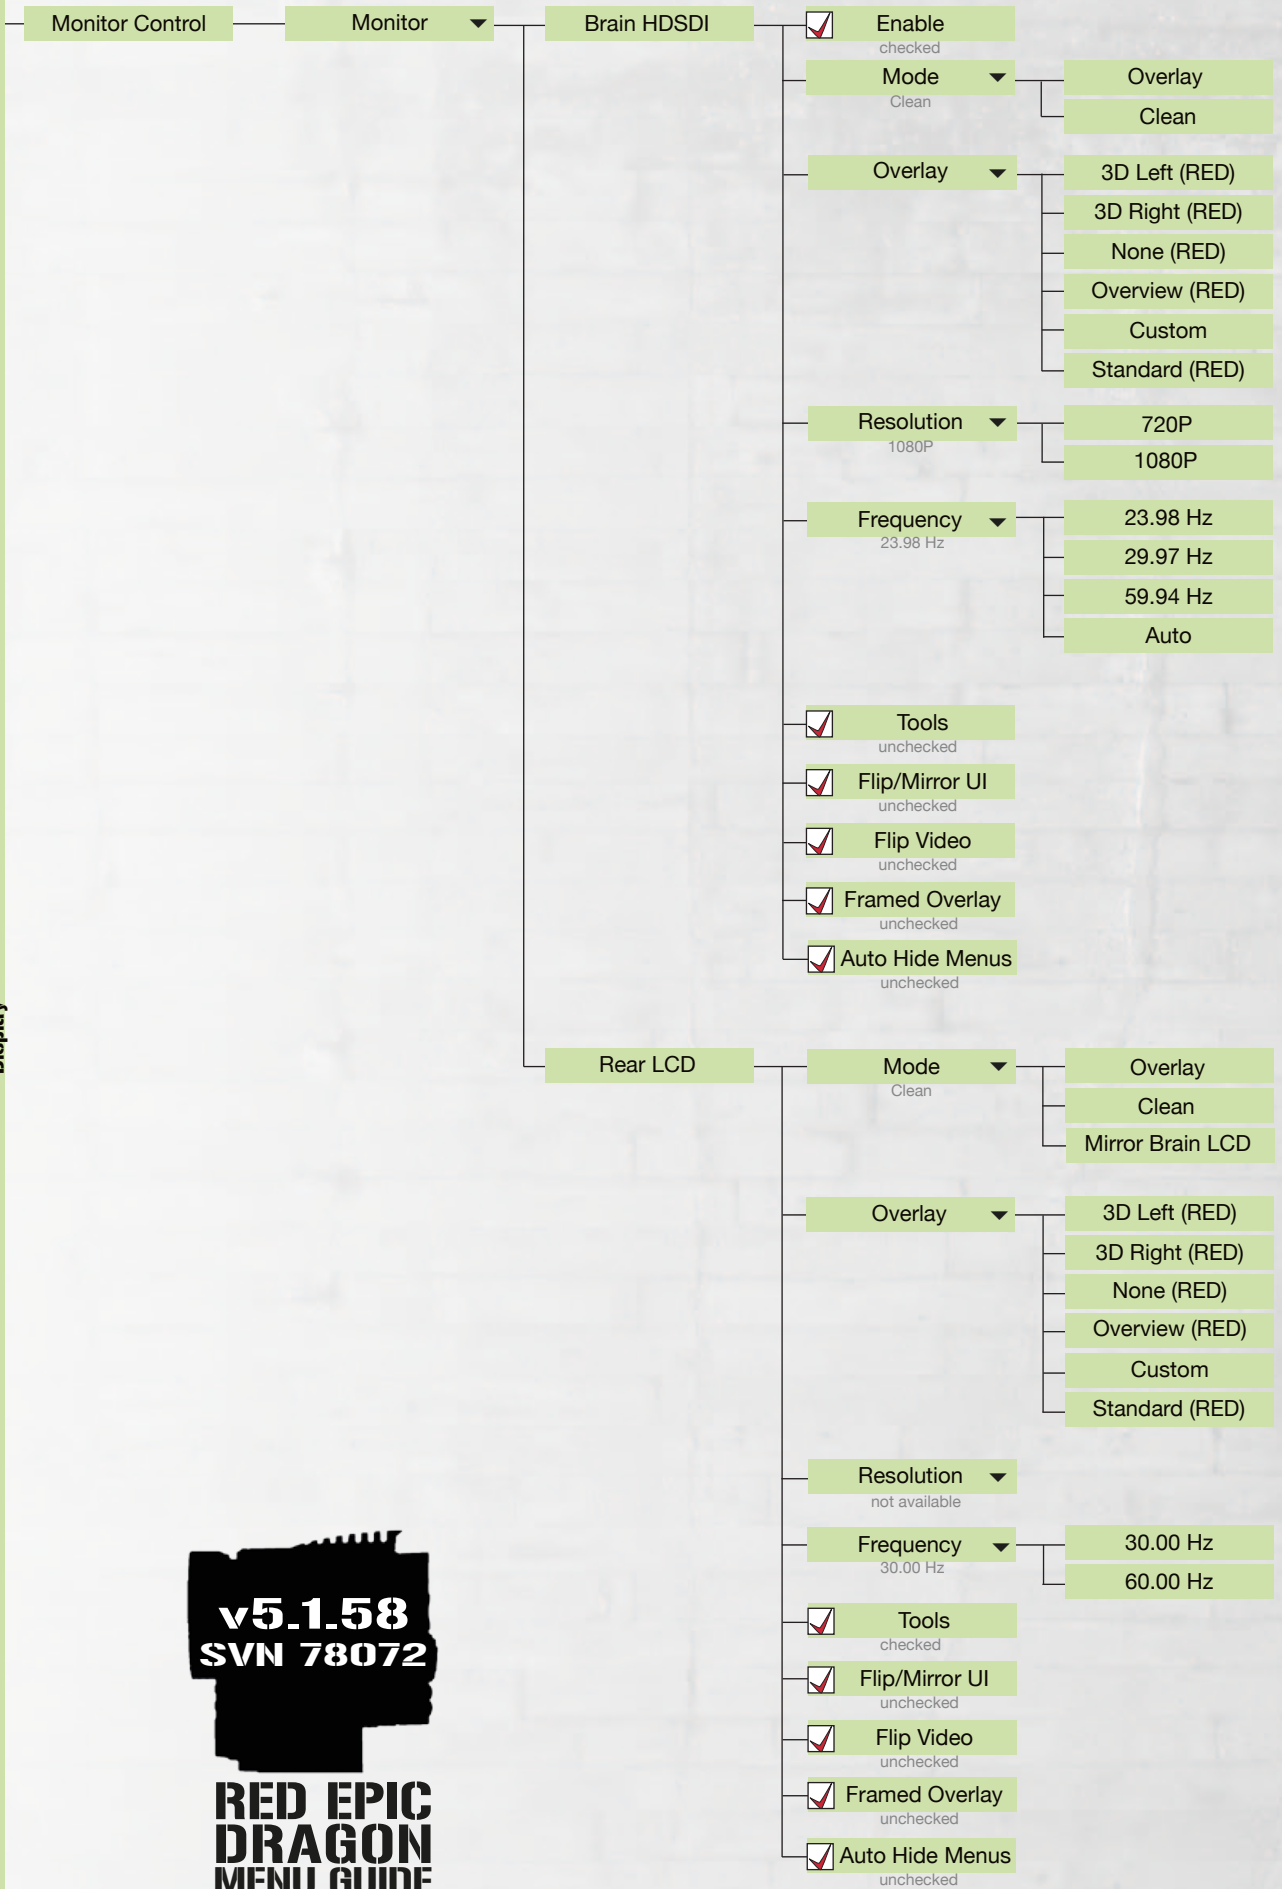 Monitor Control
Monitor
Brain HDSDI
Enable
checked
Mode
Clean
Overlay
Clean
Overlay
3D Left (RED)
3D Right (RED)
None (RED)
Overview (RED)
Custom
Standard (RED)
Resolution
1080P
720P
1080P
Frequency
23.98 Hz
23.98 Hz
29.97 Hz
59.94 Hz
Auto
Tools
unchecked
Flip/Mirror UI
unchecked
Flip Video
unchecked
Framed Overlay
unchecked
Auto Hide Menus
unchecked
Display
Rear LCD
Mode
Clean
Overlay
Clean
Mirror Brain LCD
Overlay
3D Left (RED)
3D Right (RED)
None (RED)
Overview (RED)
Custom
Standard (RED)
Resolution
not available
Frequency
30.00 Hz
30.00 Hz
60.00 Hz
Tools
checked
Flip/Mirror UI
unchecked
Flip Video
unchecked
Framed Overlay
unchecked
Auto Hide Menus
unchecked
v5.1.58
SVN 78072
RED EPIC
DRAGON
MENU GUIDE